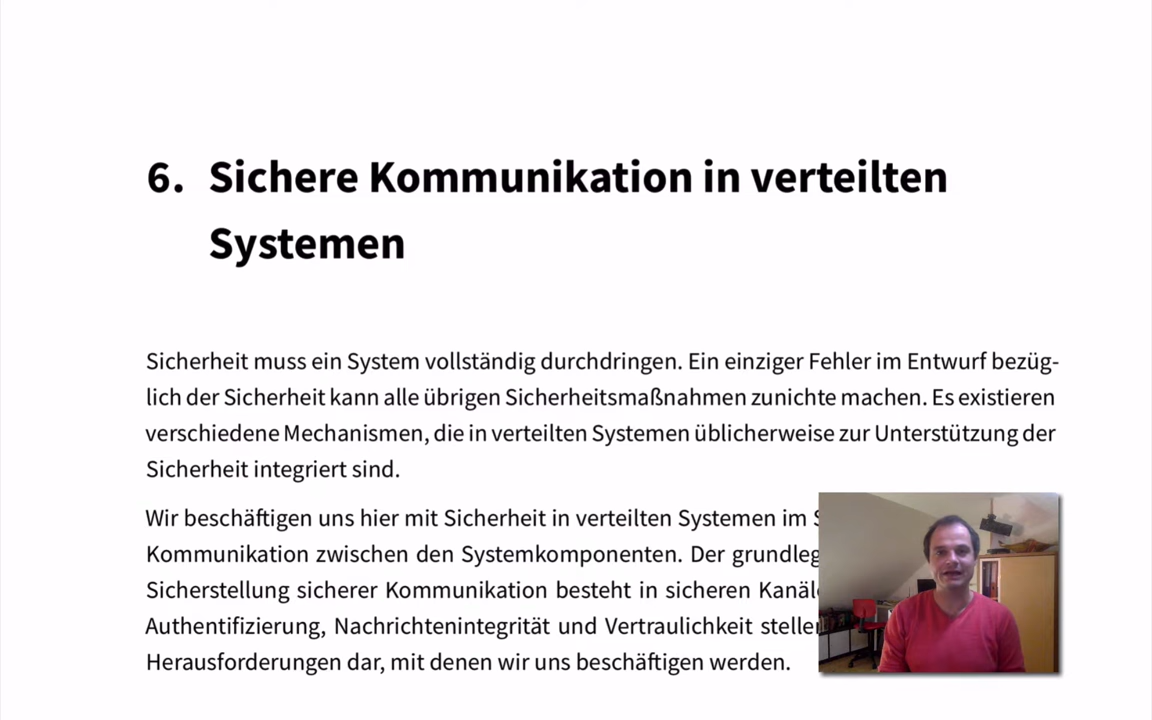 6. Sichere Kommunikation in verteilten
Systemen
Sicherheit muss ein System vollständig durchdringen. Ein einziger Fehler im Entwurf bezüg-
lich der Sicherheit kann alle übrigen Sicherheitsmaßnahmen zunichte machen. Es existieren
verschiedene Mechanismen, die in verteilten Systemen üblicherweise zur Unterstützung der
Sicherheit integriert sind.
Wir beschäftigen uns hier mit Sicherheit in verteilten Systemen im
Kommunikation zwischen den Systemkomponenten. Der
Sicherstellung sicherer Kommunikation besteht in sicheren
Authentifizierung, Nachrichtenintegrität und Vertraulichkeit
Herausforderungen dar, mit denen wir uns beschäftigen werden.